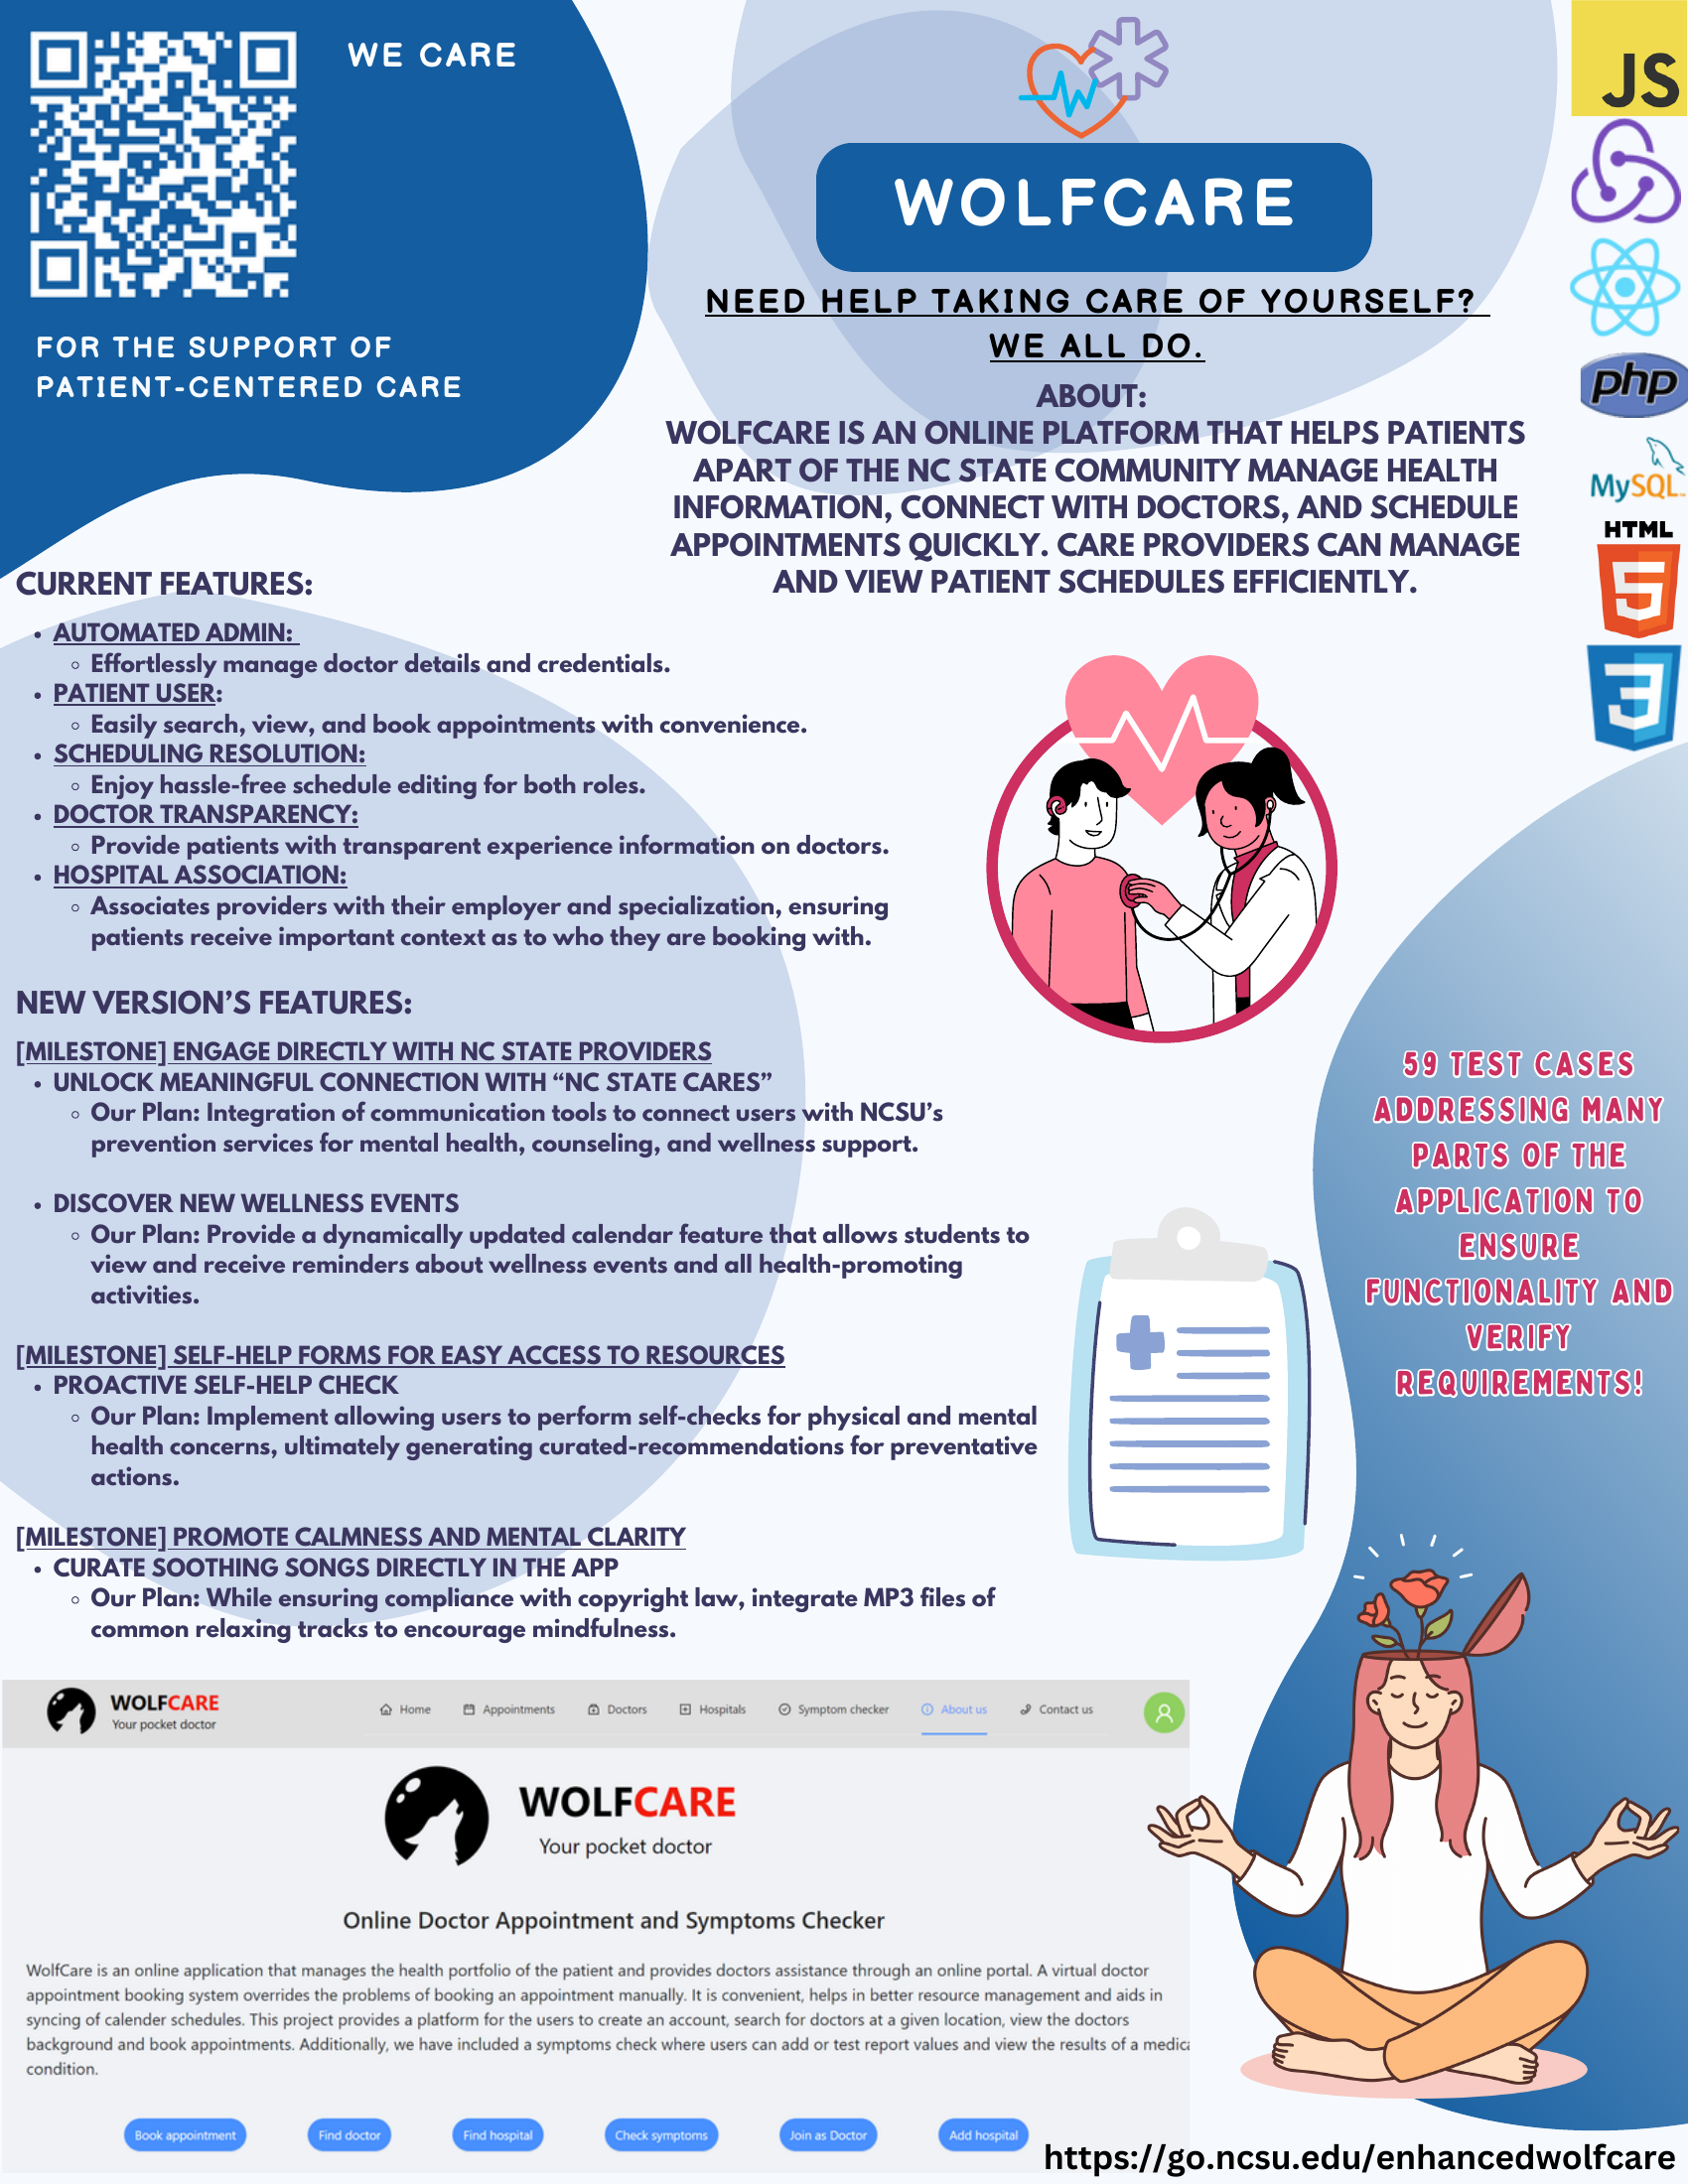 WE CARE
FOR THE SUPPORT OF
PATIENT-CENTERED CARE
WOLFCARE
NEED HELP TAKING CARE OF YOURSELF?
WE ALL DO.
ABOUT:
WOLFCARE IS AN ONLINE PLATFORM THAT HELPS PATIENTS
APART OF THE NC STATE COMMUNITY MANAGE HEALTH
INFORMATION, CONNECT WITH DOCTORS, AND SCHEDULE
APPOINTMENTS QUICKLY. CARE PROVIDERS CAN MANAGE
AND VIEW PATIENT SCHEDULES EFFICIENTLY.
JS
php
MySQL
HTML
5
3
CURRENT FEATURES:
• AUTOMATED ADMIN:
◦ Effortlessly manage doctor details and credentials.
• PATIENT USER:
◦ Easily search, view, and book appointments with convenience.
• SCHEDULING RESOLUTION:
◦ Enjoy hassle-free schedule editing for both roles.
• DOCTOR TRANSPARENCY:
◦ Provide patients with transparent experience information on doctors.
• HOSPITAL ASSOCIATION:
◦ Associates providers with their employer and specialization, ensuring
patients receive important context as to who they are booking with.
NEW VERSION’S FEATURES:
[MILESTONE] ENGAGE DIRECTLY WITH NC STATE PROVIDERS
• UNLOCK MEANINGFUL CONNECTION WITH “NC STATE CARES”
◦ Our Plan: Integration of communication tools to connect users with NCSU’s
prevention services for mental health, counseling, and wellness support.
• DISCOVER NEW WELLNESS EVENTS
◦ Our Plan: Provide a dynamically updated calendar feature that allows students to
view and receive reminders about wellness events and all health-promoting
activities.
[MILESTONE] SELF-HELP FORMS FOR EASY ACCESS TO RESOURCES
• PROACTIVE SELF-HELP CHECK
◦ Our Plan: Implement allowing users to perform self-checks for physical and mental
health concerns, ultimately generating curated-recommendations for preventative
actions.
[MILESTONE] PROMOTE CALMNESS AND MENTAL CLARITY
• CURATE SOOTHING SONGS DIRECTLY IN THE APP
◦ Our Plan: While ensuring compliance with copyright law, integrate MP3 files of
common relaxing tracks to encourage mindfulness.
59 TEST CASES
ADDRESSING MANY
PARTS OF THE
APPLICATION TO
ENSURE
FUNCTIONALITY AND
VERIFY
REQUIREMENTS!
WOLFCARE
Your pocket doctor
Home Appointments Doctors Hospitals Symptom checker About us Contact us
WOLFCARE
Your pocket doctor
Online Doctor Appointment and Symptoms Checker
WolfCare is an online application that manages the health portfolio of the patient and provides doctors assistance through an online portal. A virtual doctor
appointment booking system overrides the problems of booking an appointment manually. It is convenient, helps in better resource management and aids in
syncing of calender schedules. This project provides a platform for the users to create an account, search for doctors at a given location, view the doctors
background and book appointments. Additionally, we have included a symptoms check where users can add or test report values and view the results of a medica
condition.
Book appointment Find doctor Find hospital Check symptoms Join as Doctor Add hospital
https://go.ncsu.edu/enhancedwolfcare